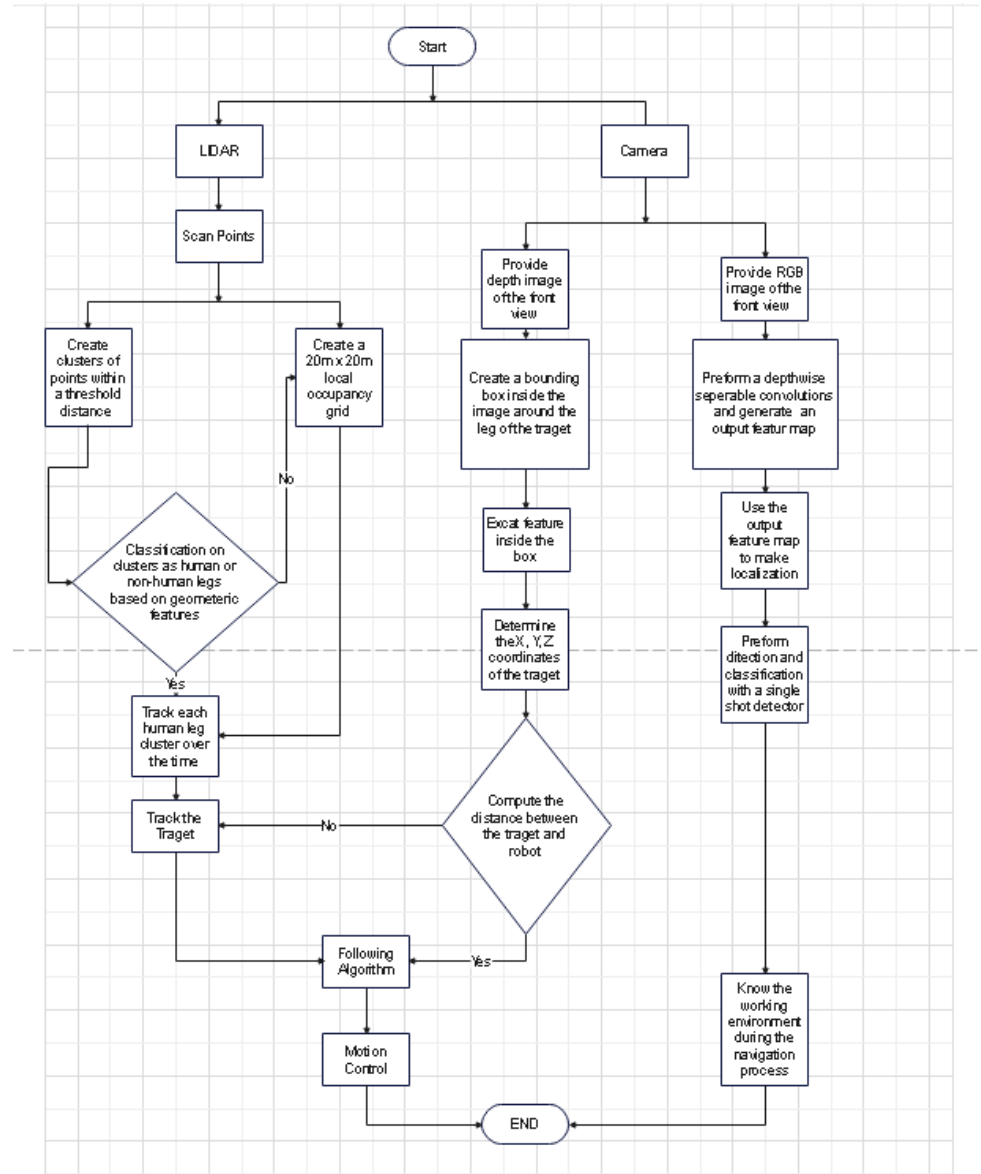 Start
LIDAR
Camera
Scan Points
Provide
depth image
of the front
view
Provide RGB
image of the
front view
Create
clusters of
points within
a threshold
distance
Create a
20m x 20m
local
occupancy
grid
Create a bounding
box inside the
image around the
leg of the traget
Preform a depthwise
seperable convlutions
and generate an
output featur map
No
Excat feature
inside the
box
Use the
output
feature map
to make
localization
Classification on
clusters as human or
non-human legs
based on geometeric
features
Determine
the X, Y,Z
coordinates
of the traget
Preform
ditection and
classification
with a single
shot detector
Yes
Track each
human leg
cluster over
the time
Track the
Traget
No
Compute the
distance between
the traget and
robot
Following
Algorithm
Yes
Know the
working
environment
during the
navigation
process
Motion
Control
END